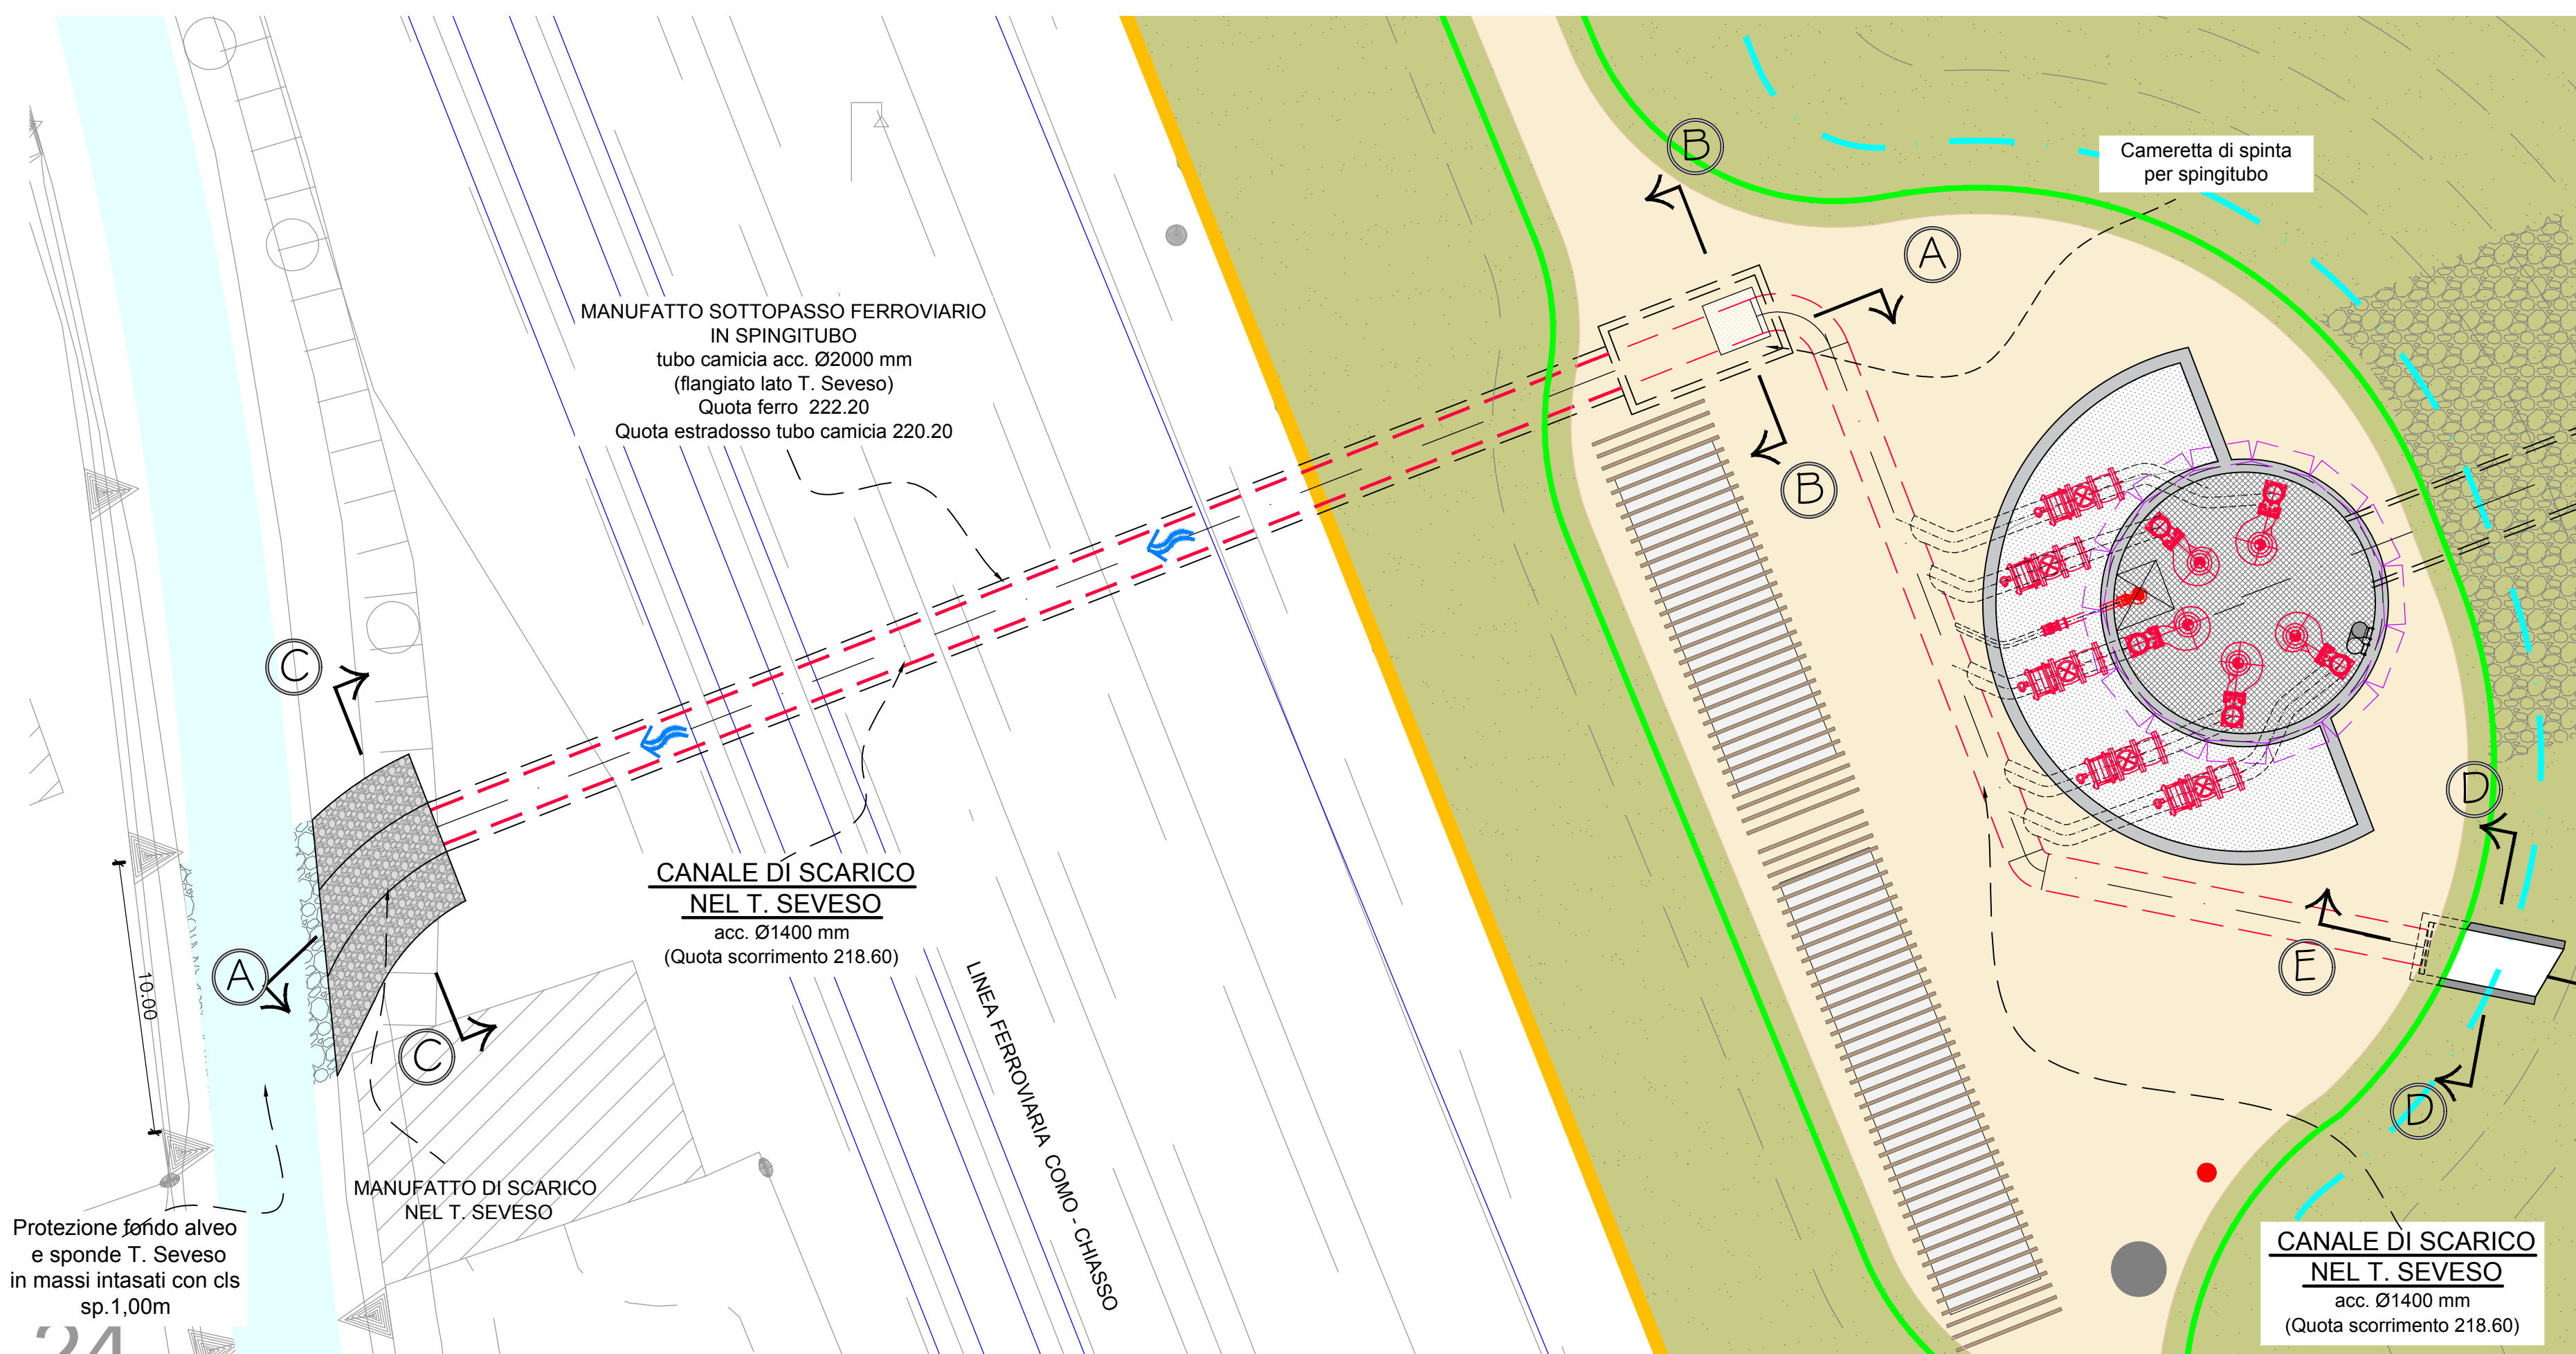 B
Cameretta di spinta
per spingitubo
A
MANUFATTO SOTTOPASSO FERROVIARIO
IN SPINGITUBO
tubo camicia acc. Ø2000 mm
(flangiato lato T. Seveso)
Quota ferro 222.20
Quota estradosso tubo camicia 220.20
B
C
D
CANALE DI SCARICO
NEL T. SEVESO
acc. Ø1400 mm
(Quota scorrimento 218.60)
A
10.00
E
C
LINEA FERROVIARIA COMO - CHIASSO
D
MANUFATTO DI SCARICO
NEL T. SEVESO
Protezione fondo alveo
e sponde T. Seveso
in massi intasati con cls
sp.1,00m
24
CANALE DI SCARICO
NEL T. SEVESO
acc. Ø1400 mm
(Quota scorrimento 218.60)